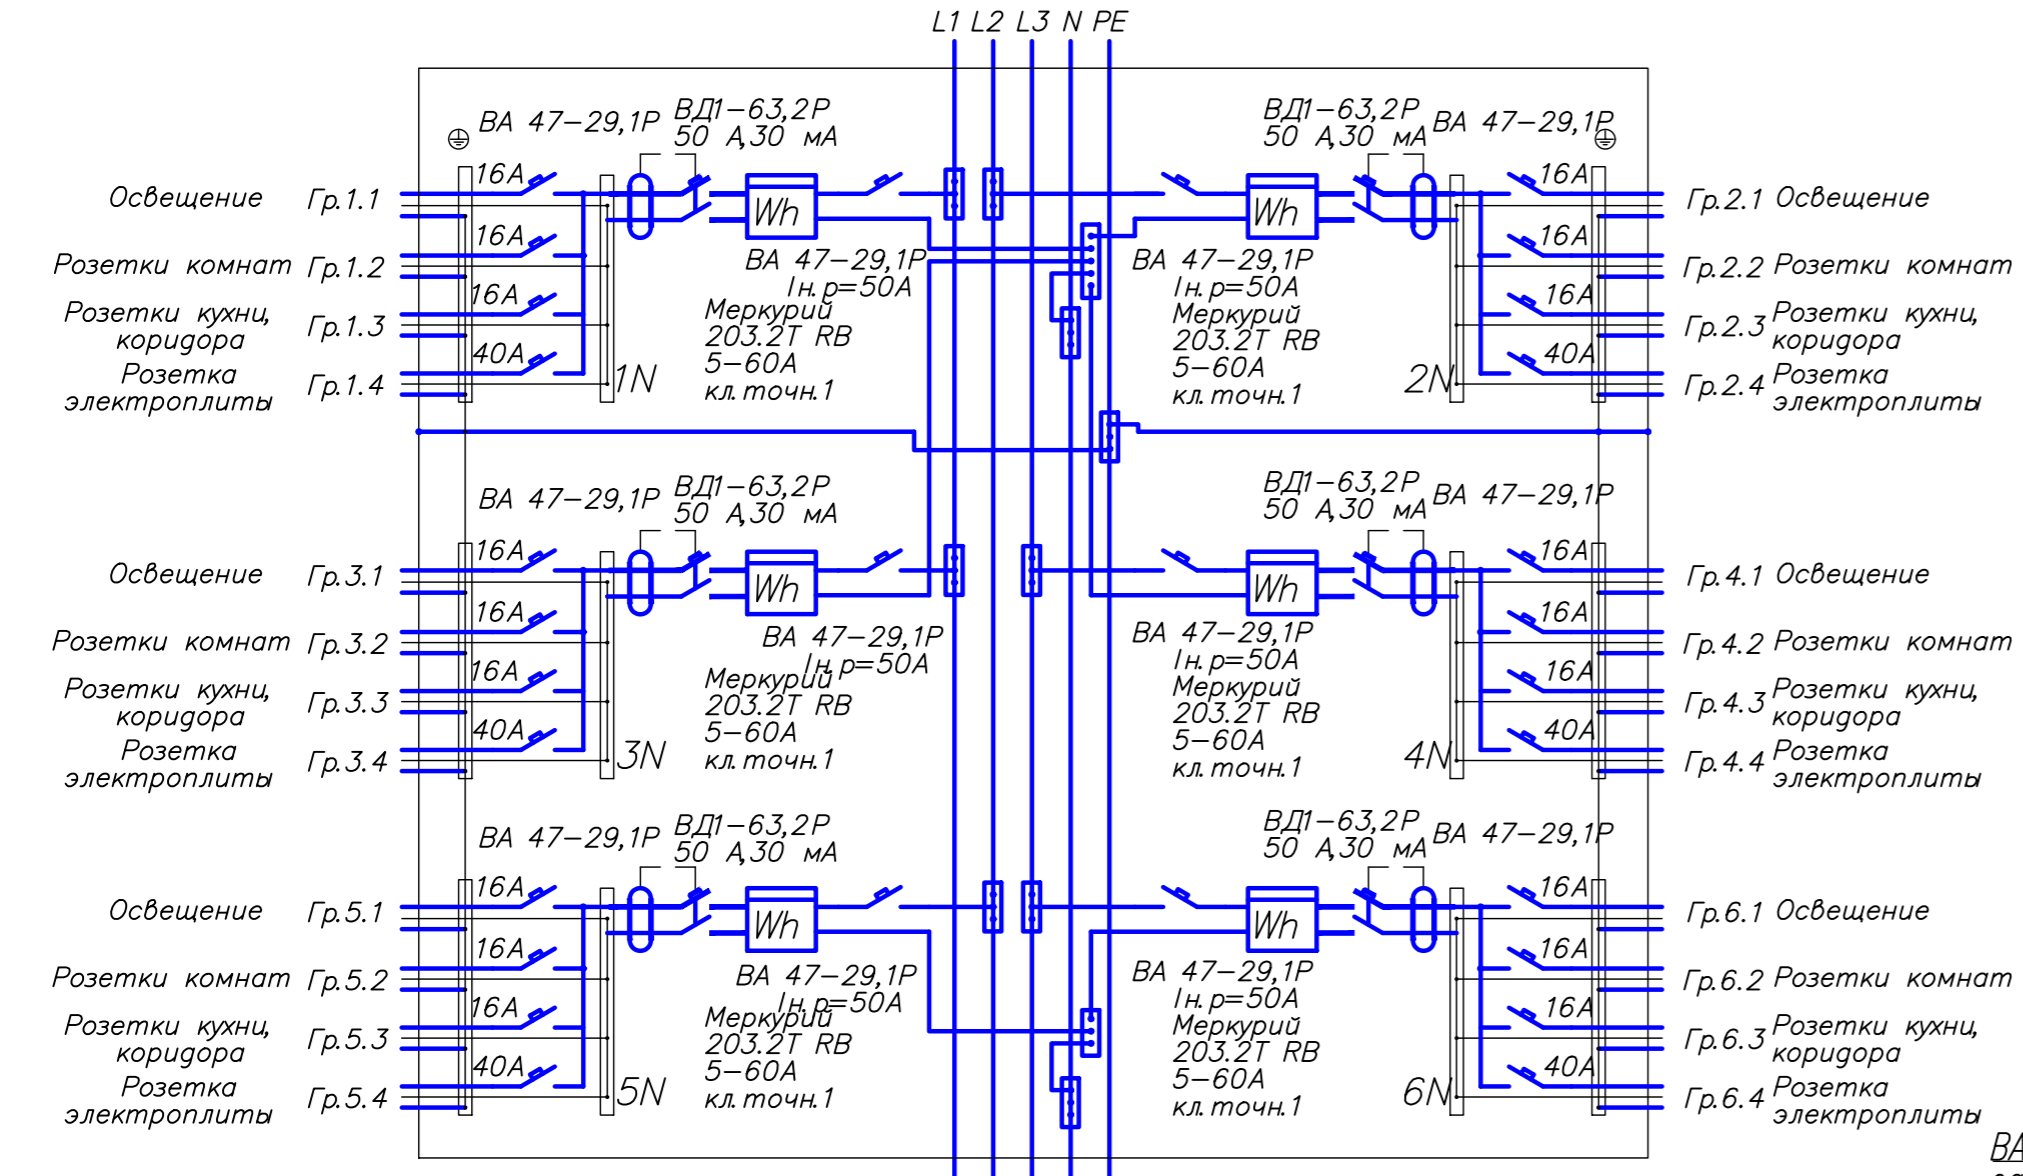 L1 L2 L3 N PE
ВА 47-29,1Р
ВД1-63,2Р
50 А,30 мА
Освещение Гр.1.1
16А
Розетки комнат Гр.1.2
16А
Розетки кухни,
коридора
Гр.1.3
16А
Розетка
электроплиты
Гр.1.4
40А
1N
Wh
ВА 47-29,1Р
Iн.р=50А
Меркурий
203.2Т RB
5-60А
кл.точн.1
ВД1-63,2Р
50 А,30 мА
ВА 47-29,1Р
Wh
ВА 47-29,1Р
Iн.р=50А
Меркурий
203.2Т RB
5-60А
кл.точн.1
2N
16А
Гр.2.1 Освещение
16А
Гр.2.2 Розетки комнат
16А
Гр.2.3
Розетки кухни,
коридора
40А
Гр.2.4
Розетка
электроплиты
ВА 47-29,1Р
ВД1-63,2Р
50 А,30 мА
Освещение Гр.3.1
16А
Розетки комнат Гр.3.2
16А
Розетки кухни,
коридора
Гр.3.3
16А
Розетка
электроплиты
Гр.3.4
40А
3N
Wh
ВА 47-29,1Р
Iн.р=50А
Меркурий
203.2Т RB
5-60А
кл.точн.1
ВД1-63,2Р
50 А,30 мА
ВА 47-29,1Р
Wh
ВА 47-29,1Р
Iн.р=50А
Меркурий
203.2Т RB
5-60А
кл.точн.1
4N
16А
Гр.4.1 Освещение
16А
Гр.4.2 Розетки комнат
16А
Гр.4.3
Розетки кухни,
коридора
40А
Гр.4.4
Розетка
электроплиты
ВА 47-29,1Р
ВД1-63,2Р
50 А,30 мА
Освещение Гр.5.1
16А
Розетки комнат Гр.5.2
16А
Розетки кухни,
коридора
Гр.5.3
16А
Розетка
электроплиты
Гр.5.4
40А
5N
Wh
ВА 47-29,1Р
Iн.р=50А
Меркурий
203.2Т RB
5-60А
кл.точн.1
ВД1-63,2Р
50 А,30 мА
ВА 47-29,1Р
Wh
ВА 47-29,1Р
Iн.р=50А
Меркурий
203.2Т RB
5-60А
кл.точн.1
6N
16А
Гр.6.1 Освещение
16А
Гр.6.2 Розетки комнат
16А
Гр.6.3
Розетки кухни,
коридора
40А
Гр.6.4
Розетка
электроплиты
ВА